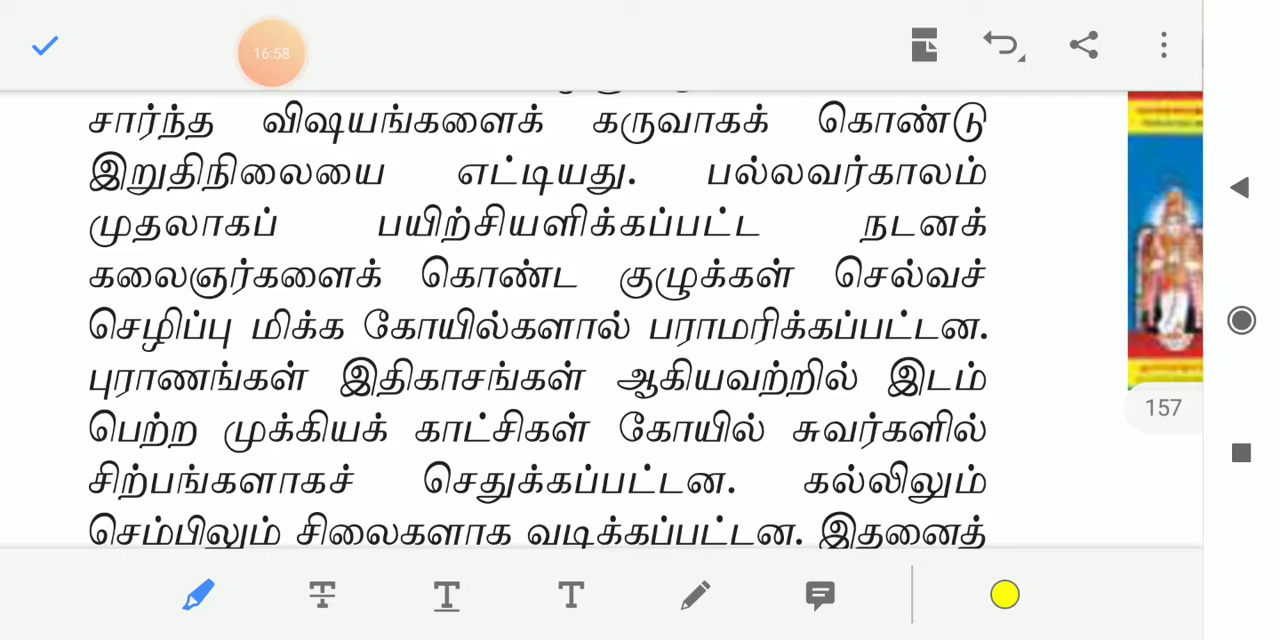 16:58
சார்ந்த விஷயங்களைக் கருவாகக் கொண்டு
இறுதிநிலையை எட்டியது. பல்லவர்காலம்
முதலாகப் பயிற்சியளிக்கப்பட்ட நடனக்
கலைஞர்களைக் கொண்ட குழுக்கள் செல்வச்
செழிப்பு மிக்க கோயில்களால் பராமரிக்கப்பட்டன.
புராணங்கள் இதிகாசங்கள் ஆகியவற்றில் இடம்
பெற்ற முக்கியக் காட்சிகள் கோயில் சுவர்களில்
சிற்பங்களாகச் செதுக்கப்பட்டன. கல்லிலும்
செம்பிலும் சிலைகளாக வடிக்கப்பட்டன. இதனைத்
157